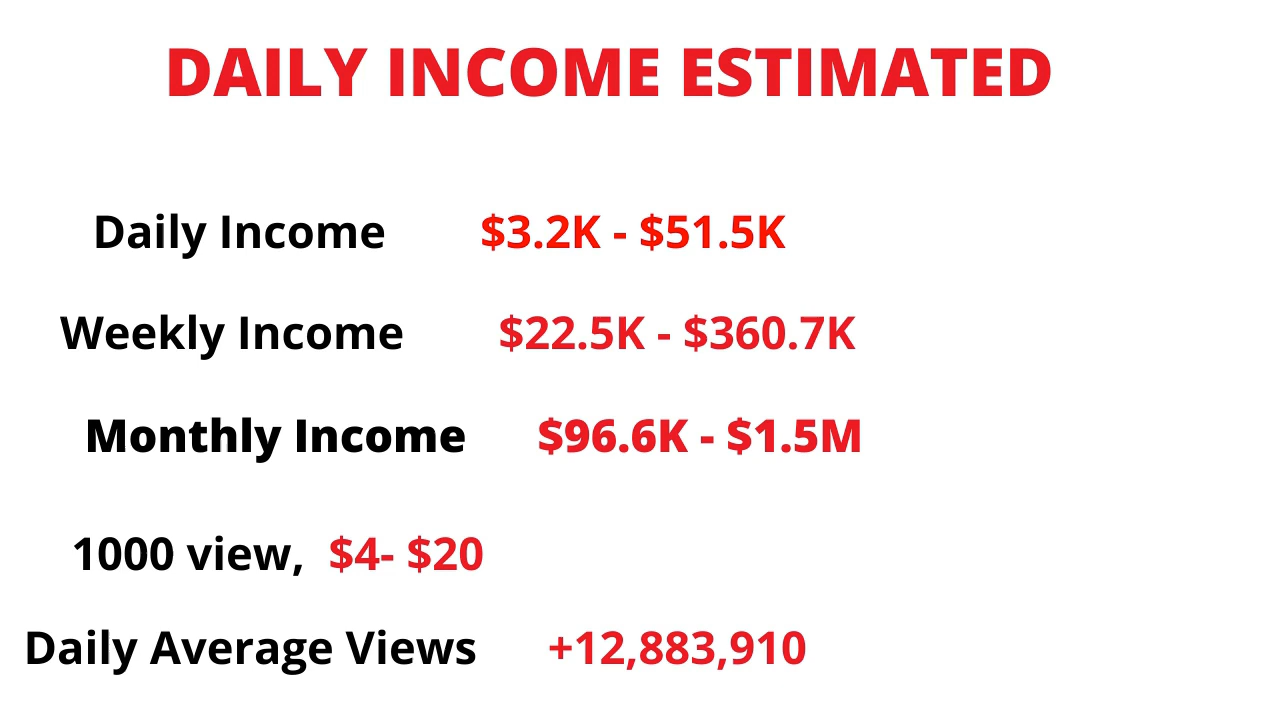 DAILY INCOME ESTIMATED
Daily Income $3.2K - $51.5K
Weekly Income $22.5K - $360.7K
Monthly Income $96.6K - $1.5M
1000 view, $4- $20
Daily Average Views +12,883,910